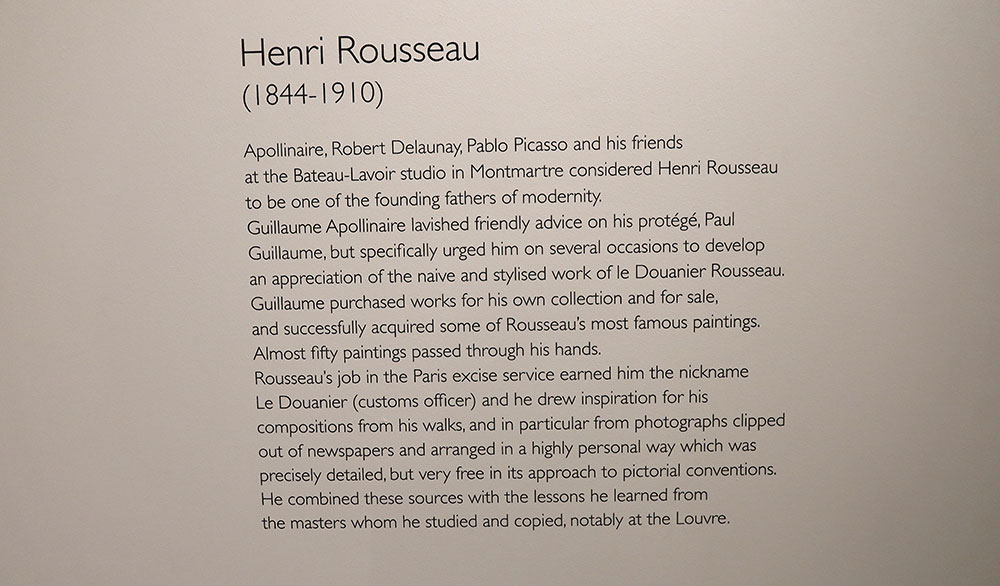 Henri Rousseau
(1844-1910)
Apollinaire, Robert Delaunay, Pablo Picasso and his friends
at the Bateau-Lavoir studio in Montmartre considered Henri Rousseau
to be one of the founding fathers of modernity.
Guillaume Apollinaire lavished friendly advice on his protégé, Paul
Guillaume, but specifically urged him on several occasions to develop
an appreciation of the naive and stylised work of le Douanier Rousseau.
Guillaume purchased works for his own collection and for sale,
and successfully acquired some of Rousseau's most famous paintings.
Almost fifty paintings passed through his hands.
Rousseau's job in the Paris excise service earned him the nickname
Le Douanier (customs officer) and he drew inspiration for his
compositions from his walks, and in particular from photographs clipped
out of newspapers and arranged in a highly personal way which was
precisely detailed, but very free in its approach to pictorial conventions.
He combined these sources with the lessons he learned from
the masters whom he studied and copied, notably at the Louvre.